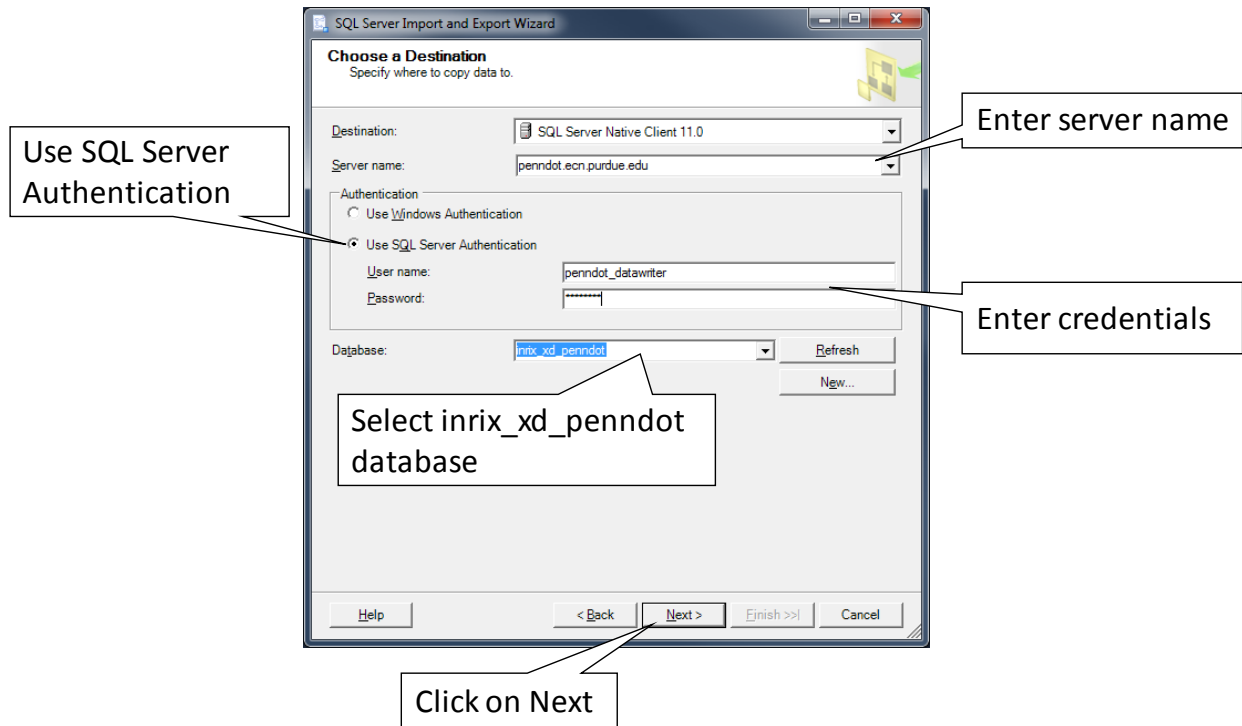 SQL Server Import and Export Wizard
Choose a Destination
Specify where to copy data to.
Destination:
SQL Server Native Client 11.0
Enter server name
Use SQL Server
Authentication
Server name:
penndot.ecn.purdue.edu
Authentication
Use Windows Authentication
Use SQL Server Authentication
User name:
penndot_datawriter
Password:
********
Enter credentials
Database:
inrix_xd_penndot
Refresh
New...
Select inrix_xd_penndot
database
Help
< Back
Next >
Finish >>|
Cancel
Click on Next